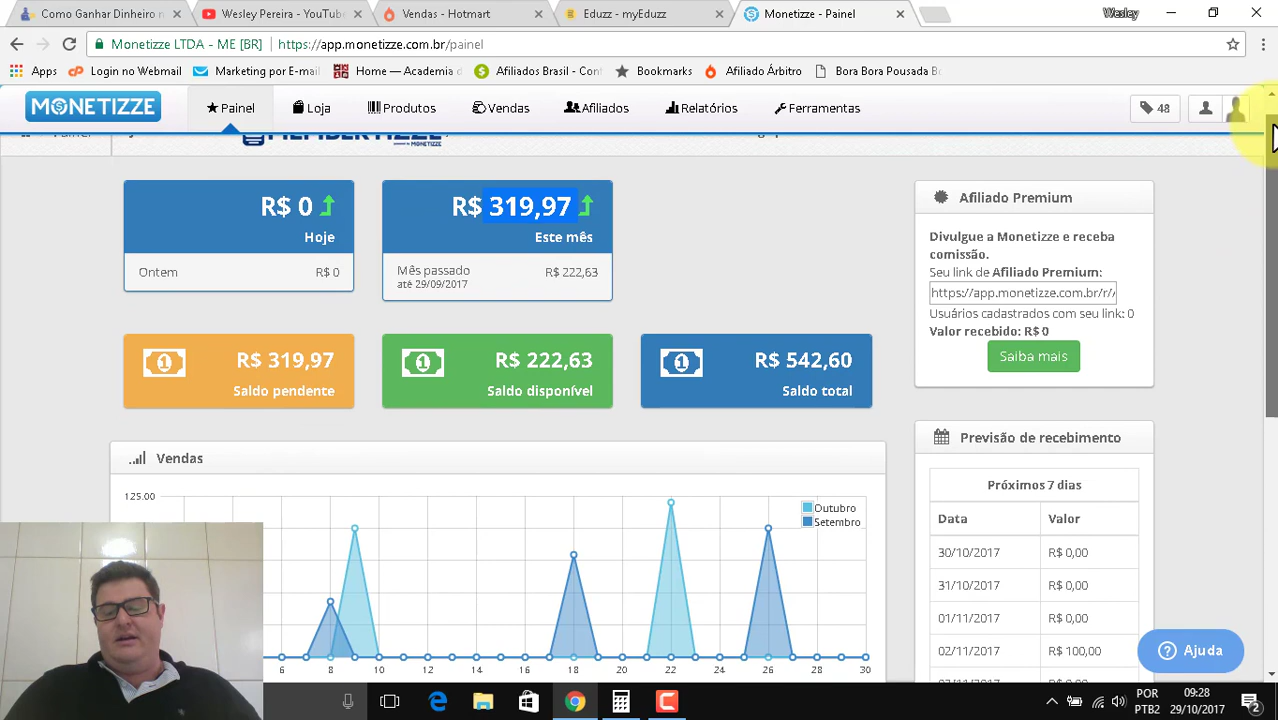 Como Ganhar Dinheiro n
Wesley Pereira - YouTube
Vendas - Hotmart
Eduzz - myEduzz
Monetizze - Painel
Wesley
Monetizze LTDA - ME [BR]
https://app.monetizze.com.br/painel
Apps
Login no Webmail
Marketing por E-mail
Home — Academia d
Afiliados Brasil - Conf
Bookmarks
Afiliado Árbitro
Bora Bora Pousada Bo
MONETIZZE
Painel
Loja
Produtos
Vendas
Afiliados
Relatórios
Ferramentas
48
R$ 0
Hoje
Ontem R$ 0
R$ 319,97
Este mês
Mês passado R$ 222,63
até 29/09/2017
R$ 319,97
Saldo pendente
R$ 222,63
Saldo disponível
R$ 542,60
Saldo total
Afiliado Premium
Divulgue a Monetizze e receba
comissão.
Seu link de Afiliado Premium:
https://app.monetizze.com.br/r/
Usuários cadastrados com seu link: 0
Valor recebido: R$ 0
Saiba mais
Vendas
125.00
Outubro
Setembro
6 8 10 12 14 16 18 20 22 24 26 28 30
Previsão de recebimento
Próximos 7 dias
Data Valor
30/10/2017 R$ 0,00
31/10/2017 R$ 0,00
01/11/2017 R$ 0,00
02/11/2017 R$ 100,00
Ajuda
POR
PTB2
09:28
29/10/2017
2